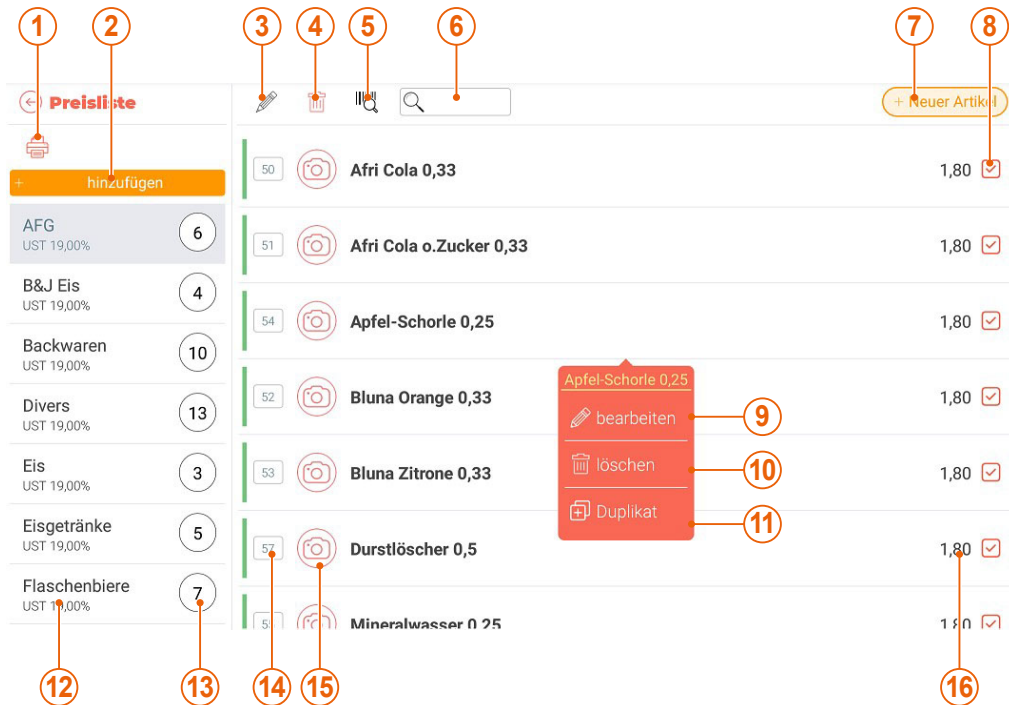 1 2 3 4 5 6 7 8
Preisliste
+ Neuer Artikel
+ hinzufügen
AFG
UST 19,00%
6
B&J Eis
UST 19,00%
4
Backwaren
UST 19,00%
10
Divers
UST 19,00%
13
Eis
UST 19,00%
3
Eisgetränke
UST 19,00%
5
Flaschenbiere
UST 19,00%
7
50 Afri Cola 0,33 1,80
51 Afri Cola o.Zucker 0,33 1,80
54 Apfel-Schorle 0,25 1,80
52 Bluna Orange 0,33 1,80
53 Bluna Zitrone 0,33 1,80
57 Durstlöscher 0,5 1,80
Mineralwasser 0,25 1,80
Apfel-Schorle 0,25
bearbeiten 9
löschen 10
Duplikat 11
12 13 14 15 16